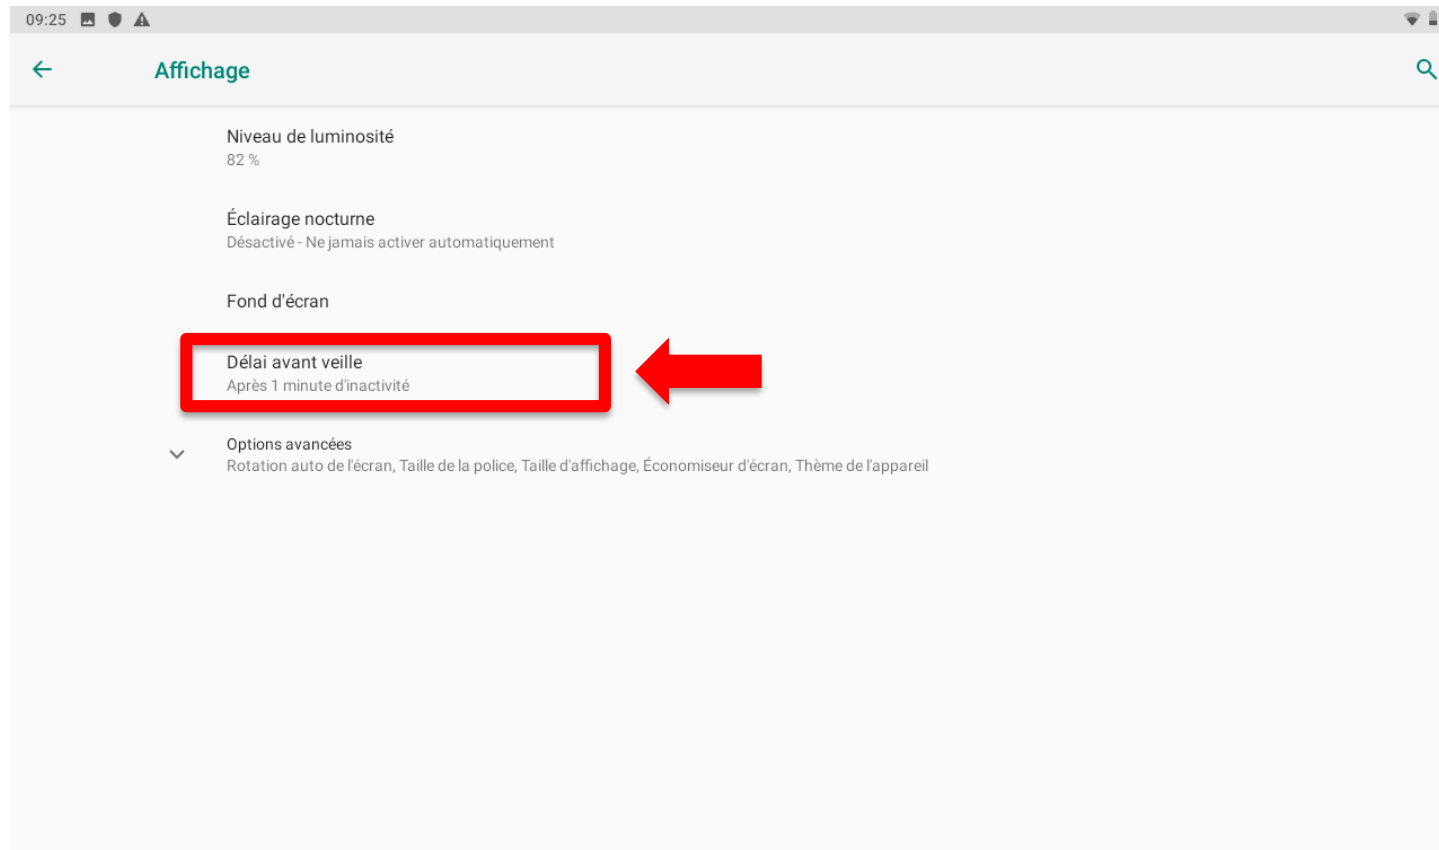 09:25
Affichage
Niveau de luminosité
82 %
Éclairage nocturne
Désactivé - Ne jamais activer automatiquement
Fond d'écran
Délai avant veille
Après 1 minute d'inactivité
Options avancées
Rotation auto de l'écran, Taille de la police, Taille d'affichage, Économiseur d'écran, Thème de l'appareil